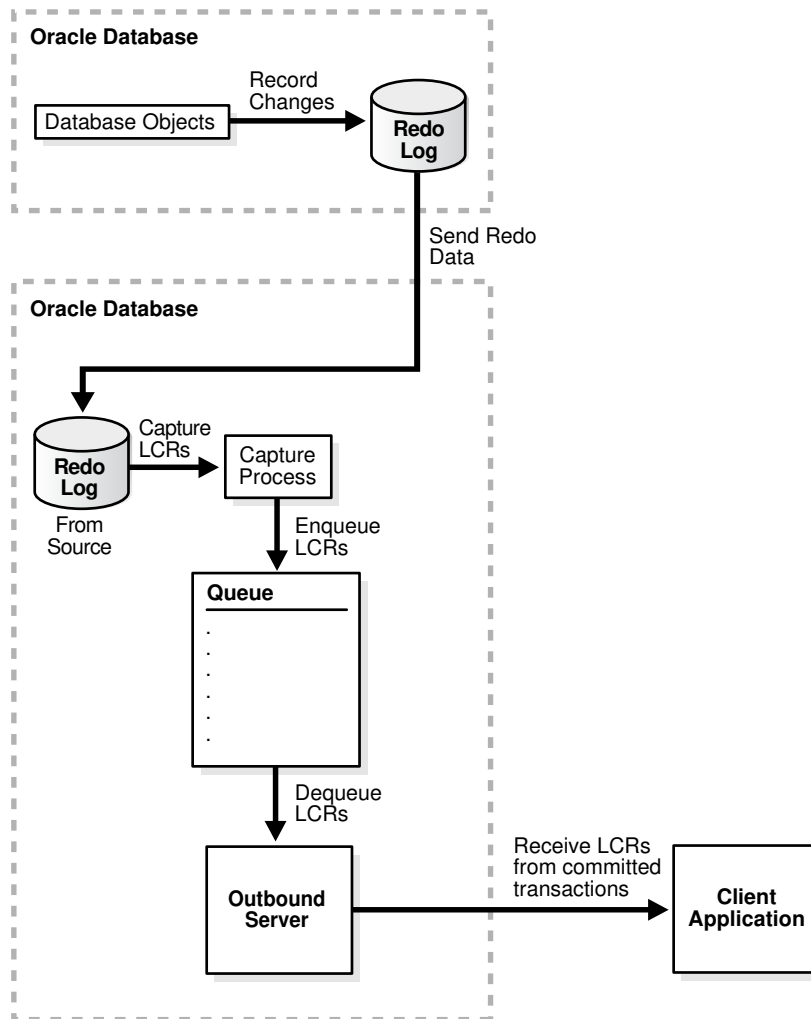 Oracle Database
Record
Changes
Database Objects
Redo
Log
Send Redo
Data
Oracle Database
Capture
LCRs
Redo
Log
From
Source
Capture
Process
Enqueue
LCRs
Queue
.
.
.
.
.
.
Dequeue
LCRs
Outbound
Server
Receive LCRs
from committed
transactions
Client
Application